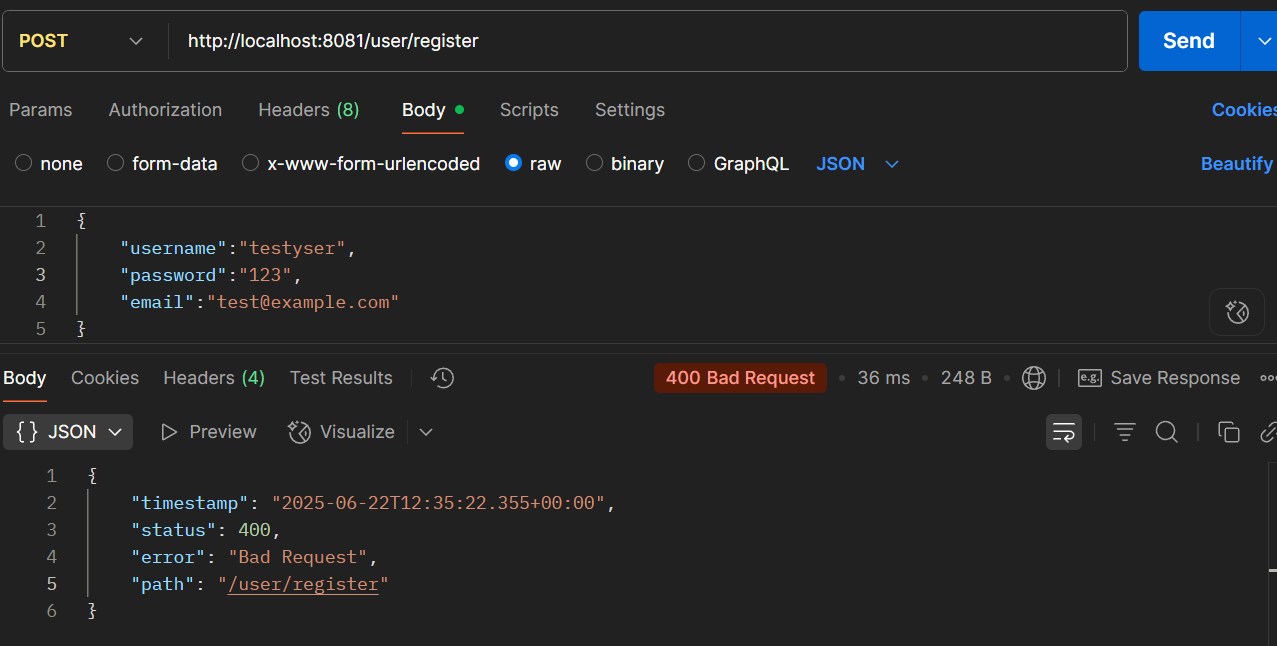 POST http://localhost:8081/user/register Send
Params Authorization Headers (8) Body Scripts Settings Cookies
none form-data x-www-form-urlencoded raw binary GraphQL JSON Beautify
1 {
2 "username":"testyser",
3 "password":"123",
4 "email":"test@example.com"
5 }
Body Cookies Headers (4) Test Results 400 Bad Request • 36 ms • 248 B • e.g. Save Response
{} JSON Preview Visualize
1 {
2 "timestamp": "2025-06-22T12:35:22.355+00:00",
3 "status": 400,
4 "error": "Bad Request",
5 "path": "/user/register"
6 }